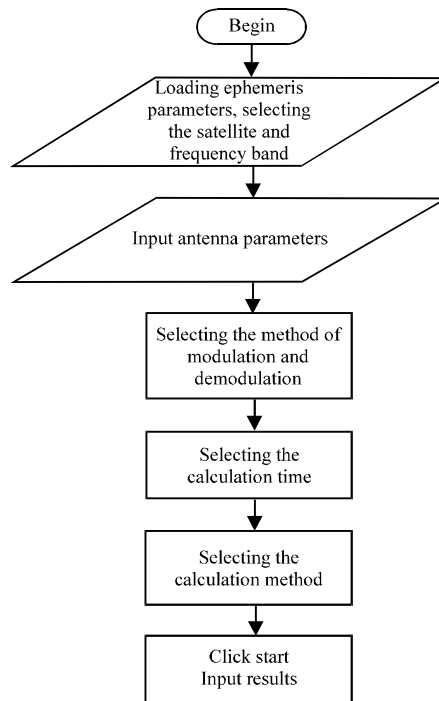 Begin
Loading ephemeris
parameters, selecting
the satellite and
frequency band
Input antenna parameters
Selecting the method of
modulation and
demodulation
Selecting the
calculation time
Selecting the
calculation method
Click start
Input results